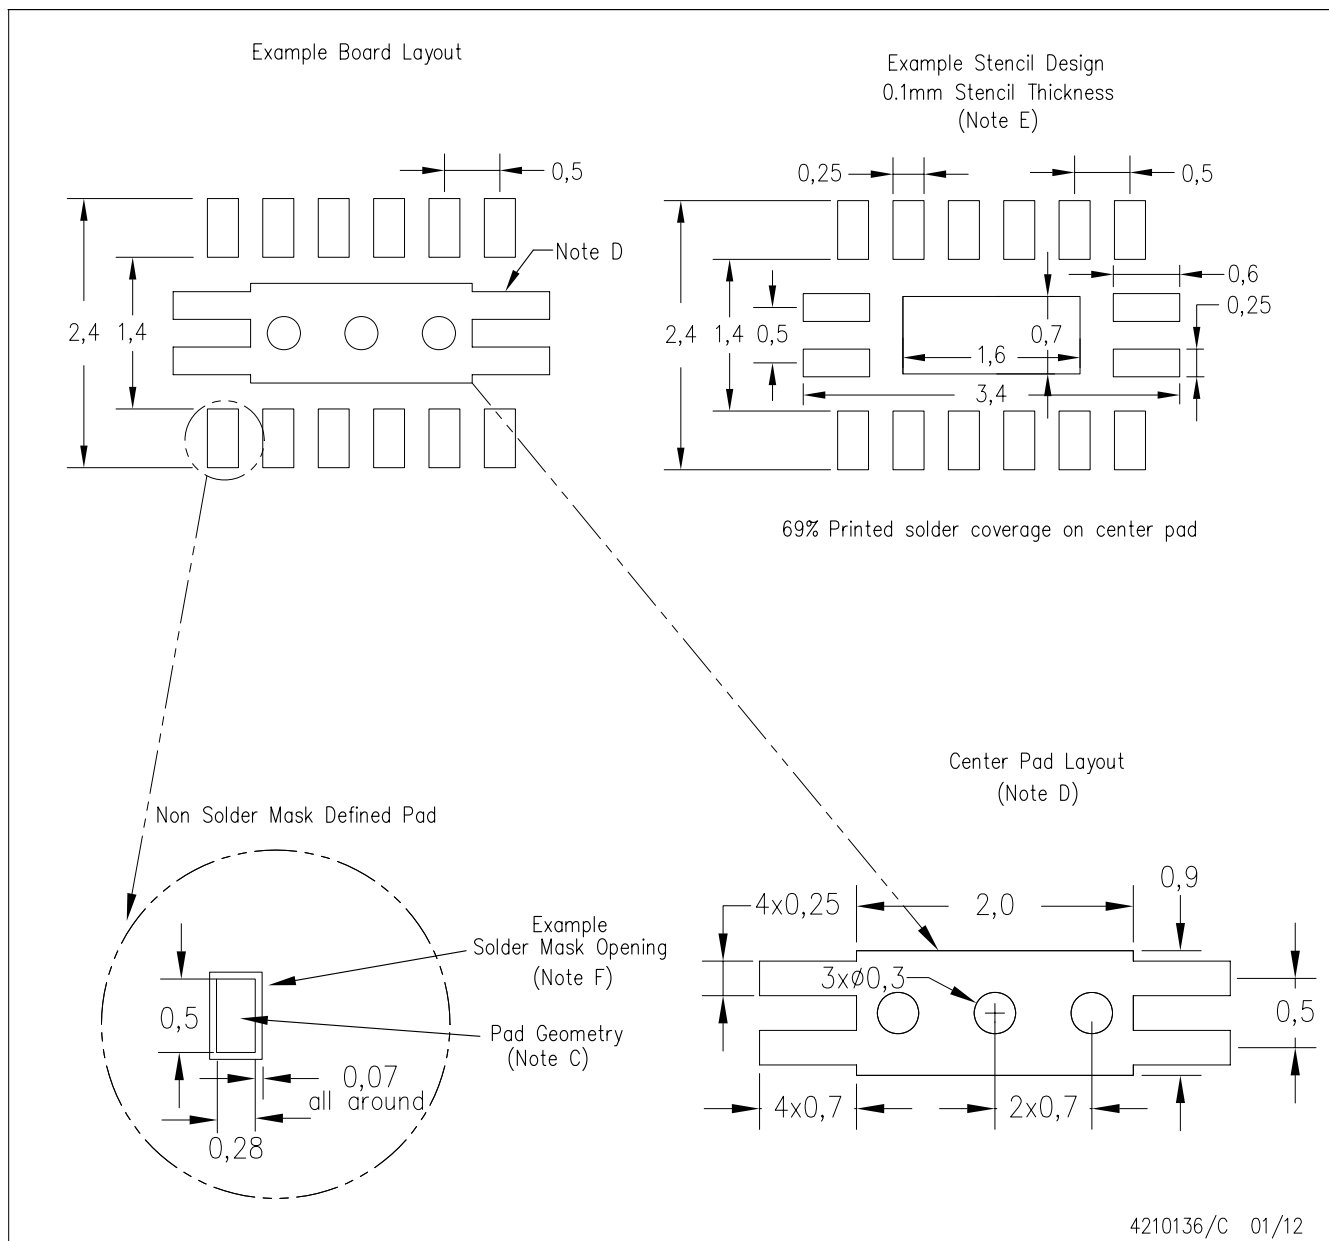 Example Board Layout
0,5
Note D
2,4
1,4
Example Stencil Design
0.1mm Stencil Thickness
(Note E)
0,25
0,5
0,6
0,25
2,4
1,4
0,5
0,7
1,6
3,4
69% Printed solder coverage on center pad
Non Solder Mask Defined Pad
Example
Solder Mask Opening
(Note F)
0,5
Pad Geometry
(Note C)
0,07
all around
0,28
Center Pad Layout
(Note D)
4x0,25
2,0
0,9
3xø0,3
0,5
4x0,7
2x0,7
4210136/C 01/12